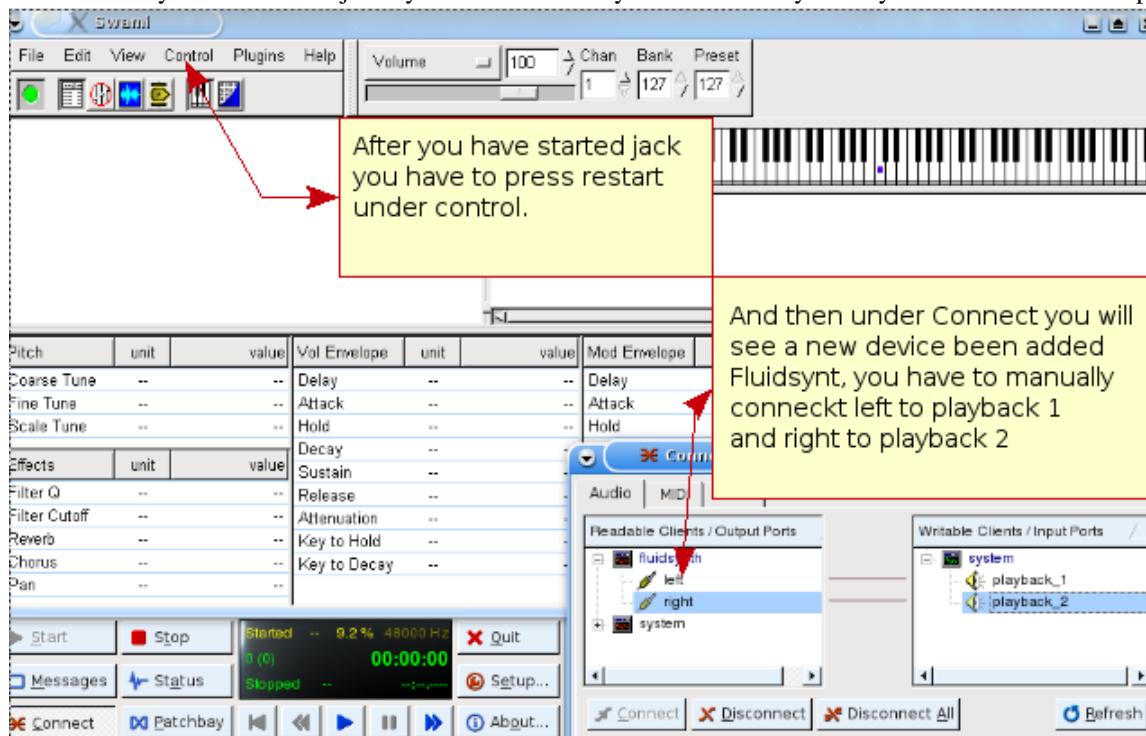 Swami
File Edit View Control Plugins Help
Volume 100 Chan Bank Preset
1 127 127
After you have started jack
you have to press restart
under control.
And then under Connect you will
see a new device been added
Fluidsynt, you have to manually
conneckt left to playback 1
and right to playback 2
Pitch unit value Vol Envelope unit value Mod Envelope
Coarse Tune -- -- Delay -- -- Delay
Fine Tune -- -- Attack -- -- Attack
Scale Tune -- -- Hold -- -- Hold
Decay --
Effects unit value Sustain --
Filter Q -- -- Release --
Filter Cutoff -- -- Attenuation --
Reverb -- -- Key to Hold --
Chorus -- -- Key to Decay --
Pan -- --
Audio MIDI
Readable Clients / Output Ports Writable Clients / Input Ports
fluidsynth system
left playback_1
right playback_2
system
Start Stop Started -- 9.2 % 48000 Hz Quit
0 (0) 00:00:00
Messages Status Stopped -- --:--.---- Setup...
Connect Patchbay About...
Connect Disconnect Disconnect All Refresh